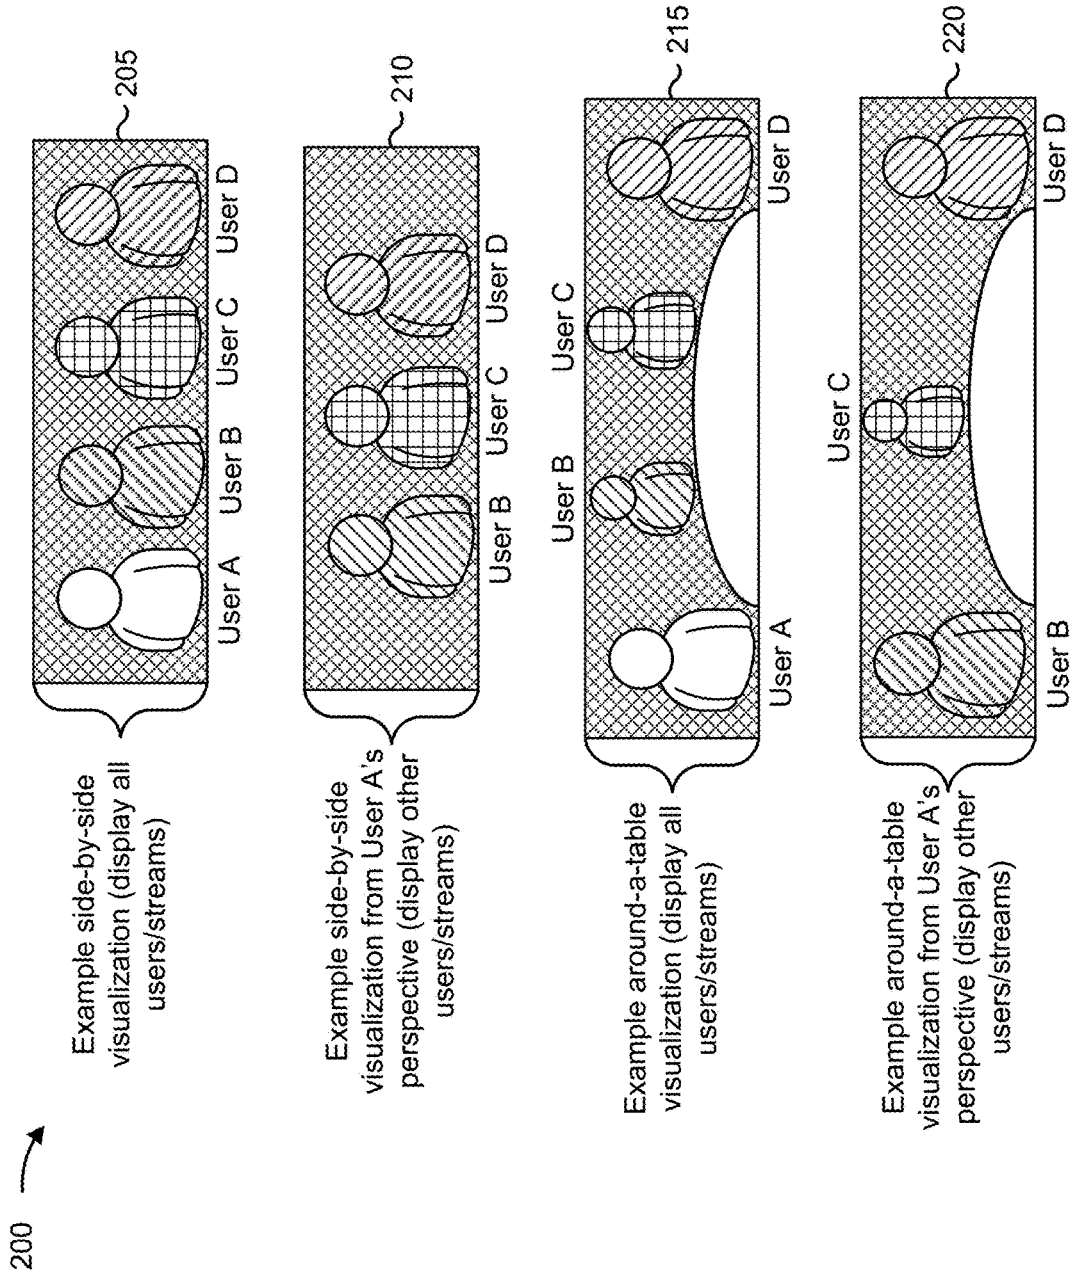 200
Example side-by-side
visualization (display all
users/streams)
User A
User B
User C
User D
205
Example side-by-side
visualization from User A's
perspective (display other
users/streams)
User B
User C
User D
210
Example around-a-table
visualization (display all
users/streams)
User A
User B
User C
User D
215
Example around-a-table
visualization from User A's
perspective (display other
users/streams)
User B
User C
User D
220